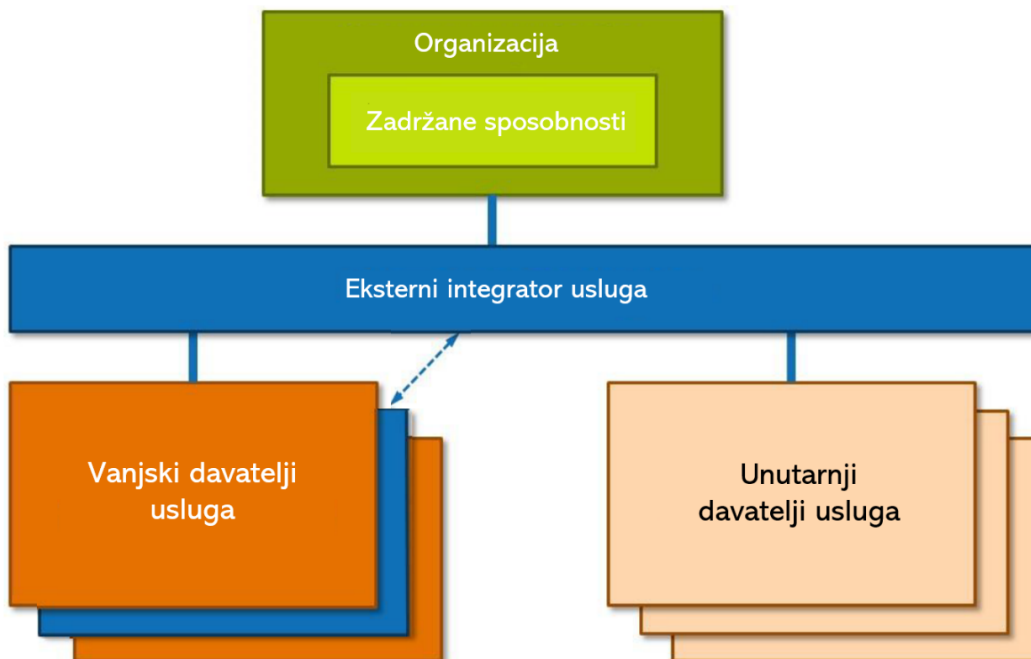 Organizacija
Zadržane sposobnosti
Eksterni integrator usluga
Vanjski davatelji
usluga
Unutarnji
davatelji usluga